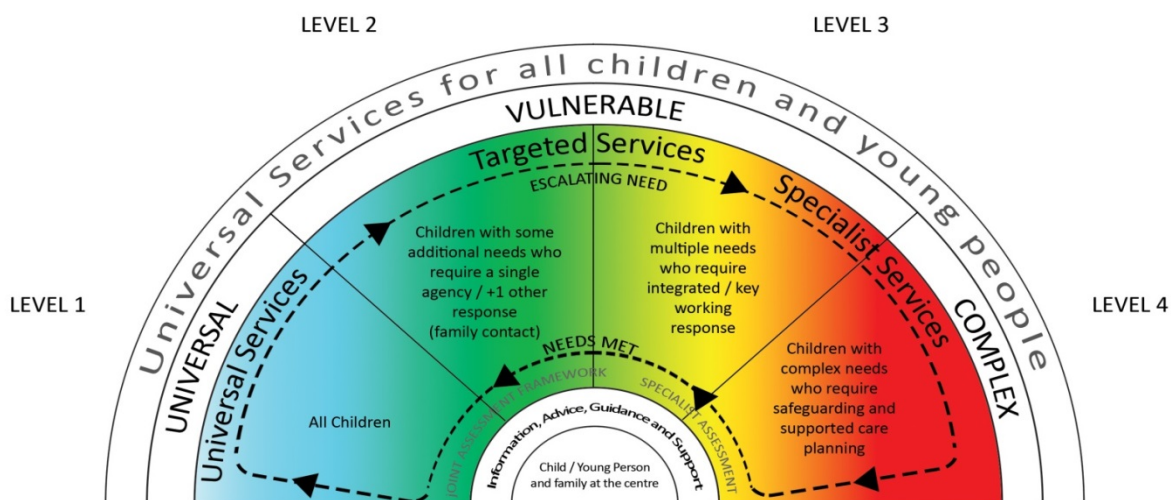 LEVEL 2
LEVEL 3
Universal Services for all children and young people
VULNERABLE
Targeted Services
ESCALATING NEED
Specialist Services
LEVEL 1
LEVEL 4
UNIVERSAL
Universal Services
COMPLEX
Children with some
additional needs who
require a single
agency / +1 other
response
(family contact)
Children with
multiple needs
who require
integrated / key
working
response
All Children
Children with
complex needs
who require
safeguarding and
supported care
planning
NEEDS MET
JOINT ASSESSMENT FRAMEWORK
SPECIALIST ASSESSMENT
Information, Advice, Guidance and Support
Child / Young Person
and family at the centre